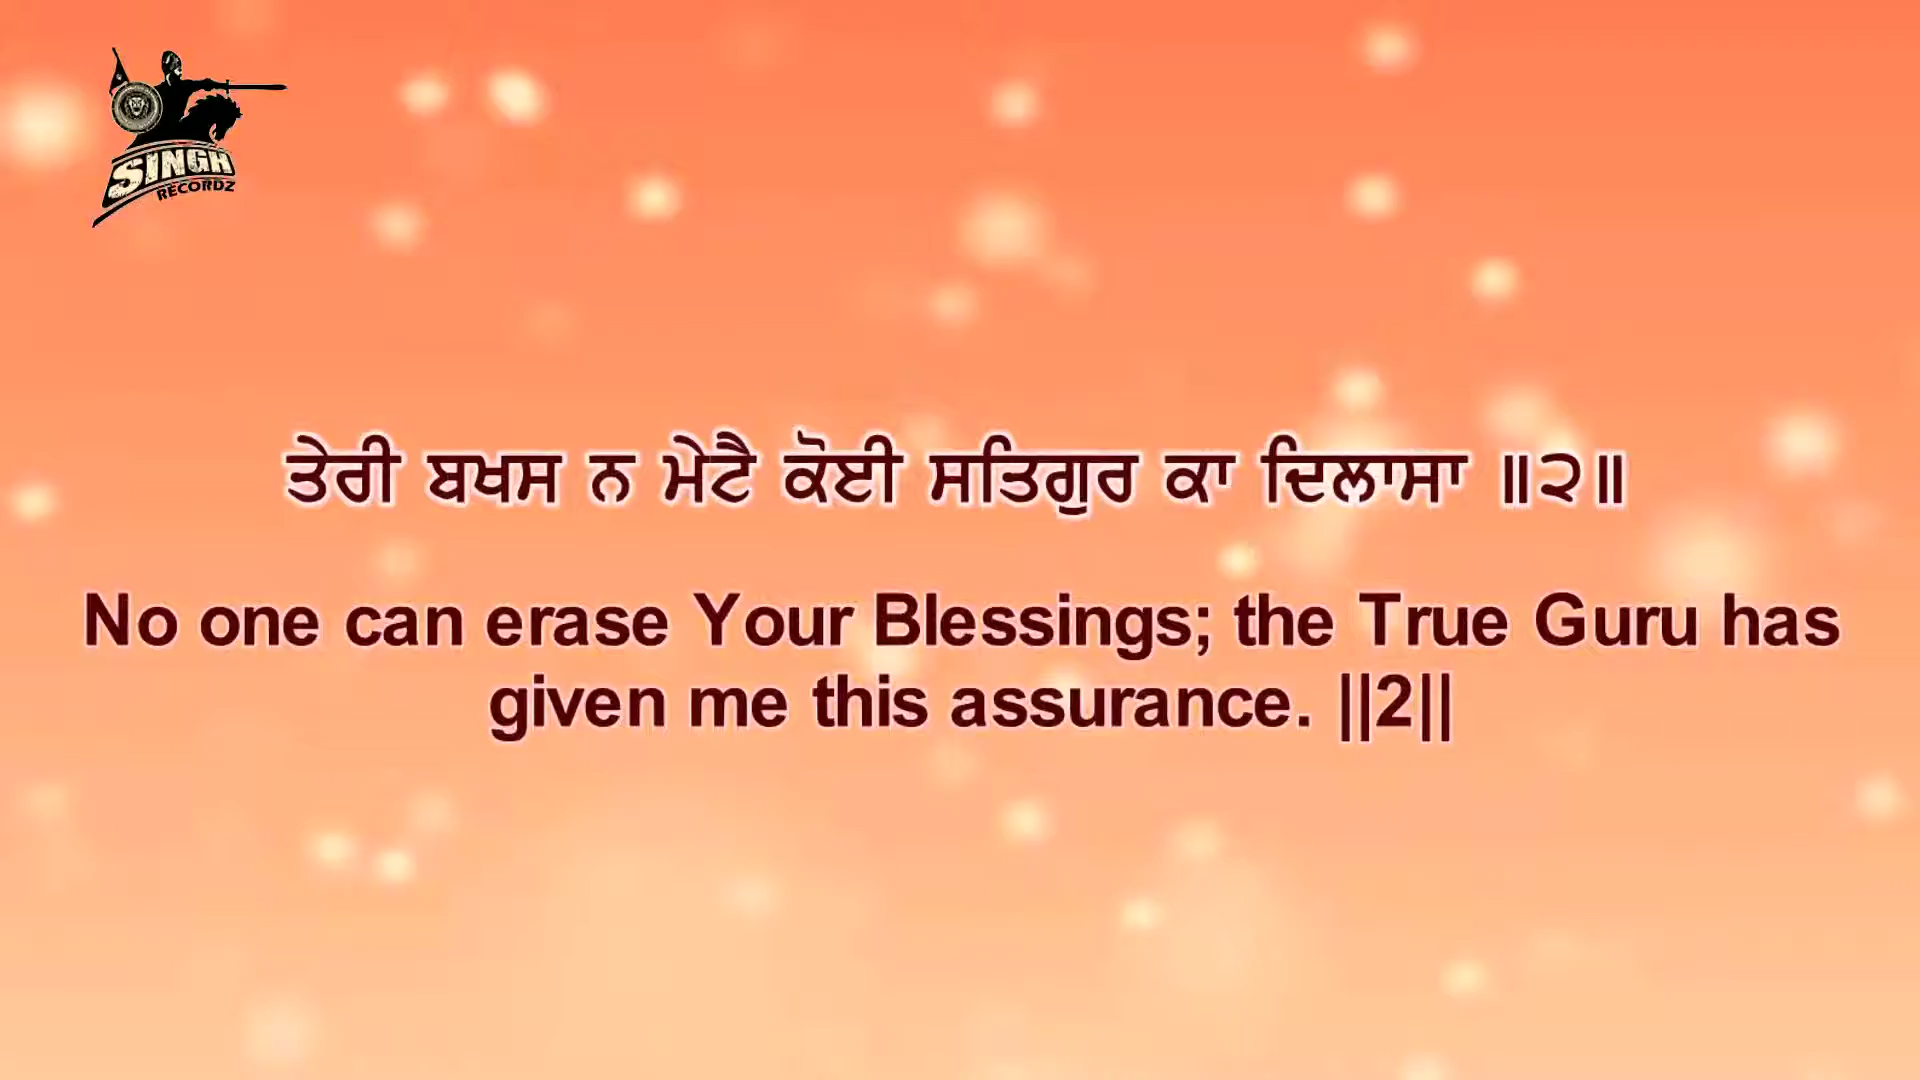 SINGH
RECORDZ
ਤੇਰੀ ਬਖਸ ਨ ਮੇਟੈ ਕੋਈ ਸਤਿਗੁਰ ਕਾ ਦਿਲਾਸਾ ॥੨॥
No one can erase Your Blessings; the True Guru has
given me this assurance. ||2||